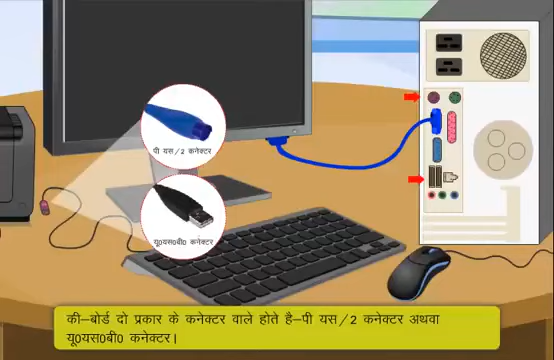 पी यस/2 कनेक्टर
यू0यस0बी0 कनेक्टर
की–बोर्ड दो प्रकार के कनेक्टर वाले होते है–पी यस/2 कनेक्टर अथवा
यू0यस0बी0 कनेक्टर।